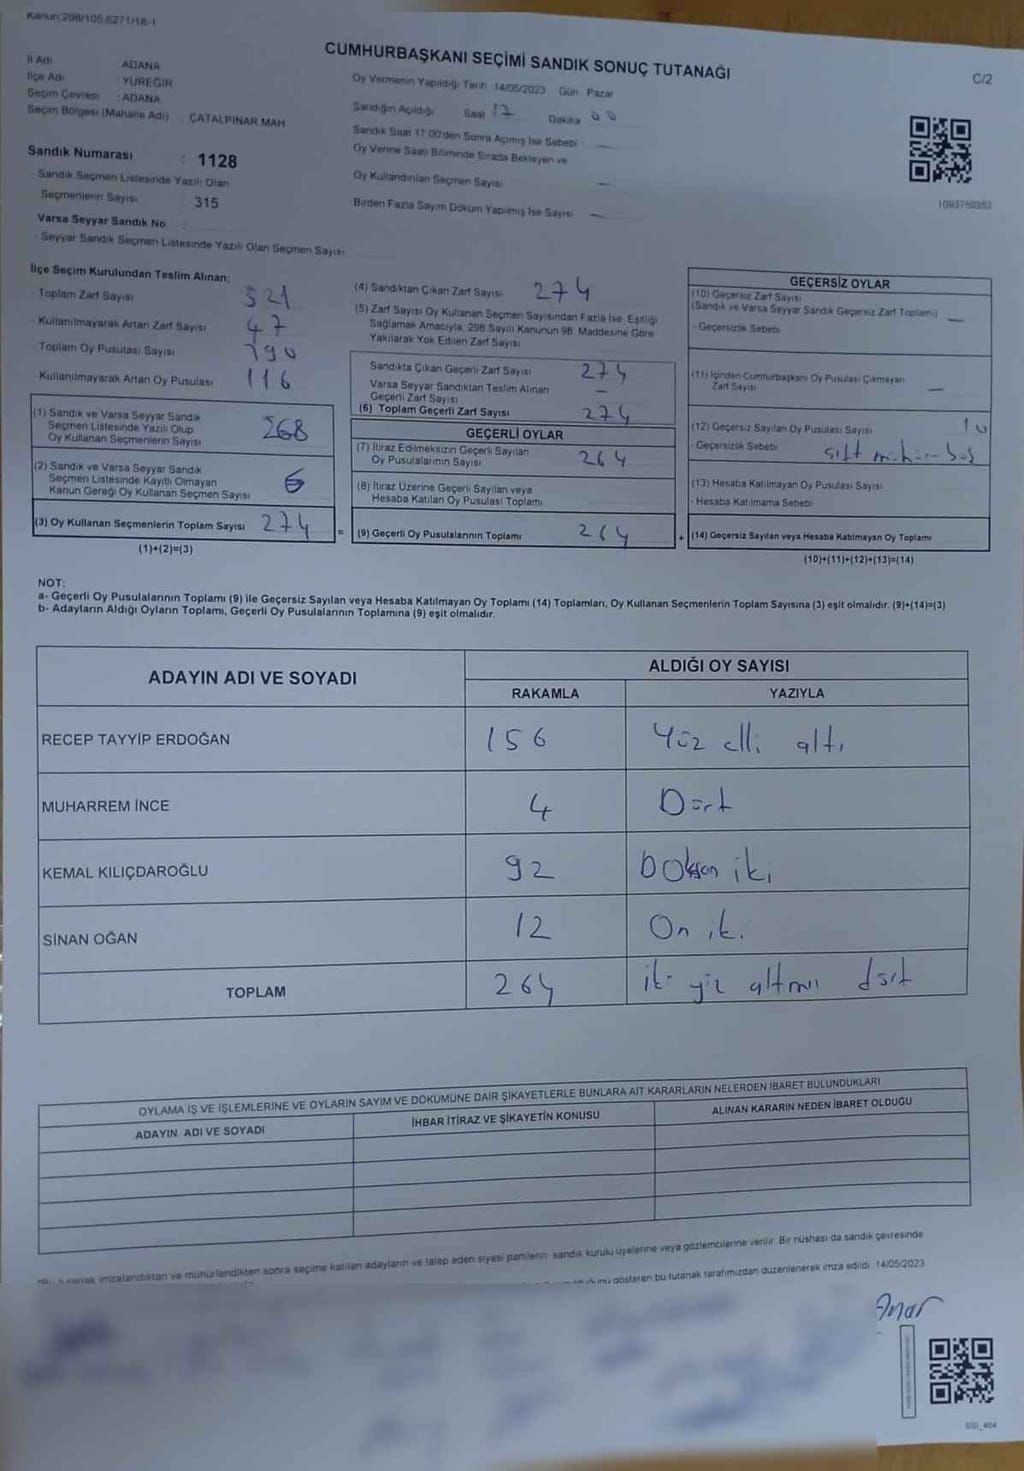 Kanun:298/105,6271/18-1
CUMHURBAŞKANI SEÇİMİ SANDIK SONUÇ TUTANAĞI
C/2
İl Adı : ADANA
İlçe Adı : YÜREĞİR
Seçim Çevresi : ADANA
Seçim Bölgesi (Mahalle Adı) ÇATALPINAR MAH.
Oy Vermenin Yapıldığı Tarih 14/05/2023 Gün Pazar
Sandığın Açıldığı Saat 17 Dakika 00
Sandık Saat 17:00'den Sonra Açılmış İse Sebebi
Oy Verme Saati Bitiminde Sırada Bekleyen ve
Oy Kullandırılan Seçmen Sayısı —
Birden Fazla Sayım Döküm Yapılmış İse Sayısı —
1093750352
Sandık Numarası : 1128
- Sandık Seçmen Listesinde Yazılı Olan
Seçmenlerin Sayısı : 315
Varsa Seyyar Sandık No :
- Seyyar Sandık Seçmen Listesinde Yazılı Olan Seçmen Sayısı:
İlçe Seçim Kurulundan Teslim Alınan;
- Toplam Zarf Sayısı 321
- Kullanılmayarak Artan Zarf Sayısı 47
- Toplam Oy Pusulası Sayısı
- Kullanılmayarak Artan Oy Pusulası 116
(1) Sandık ve Varsa Seyyar Sandık
Seçmen Listesinde Yazılı Olup
Oy Kullanan Seçmenlerin Sayısı 268
(2) Sandık ve Varsa Seyyar Sandık
Seçmen Listesinde Kayıtlı Olmayan
Kanun Gereği Oy Kullanan Seçmen Sayısı 6
(3) Oy Kullanan Seçmenlerin Toplam Sayısı 274
(1)+(2)=(3)
(4) Sandıktan Çıkan Zarf Sayısı 274
(5) Zarf Sayısı Oy Kullanan Seçmen Sayısından Fazla İse, Eşitliği
Sağlamak Amacıyla, 298 Sayılı Kanunun 98. Maddesine Göre
Yakılarak Yok Edilen Zarf Sayısı
Sandıkta Çıkan Geçerli Zarf Sayısı 274
Varsa Seyyar Sandıktan Teslim Alınan
Geçerli Zarf Sayısı —
(6) Toplam Geçerli Zarf Sayısı 274
GEÇERLİ OYLAR
(7) İtiraz Edilmeksizin Geçerli Sayılan
Oy Pusulalarının Sayısı 264
(8) İtiraz Üzerine Geçerli Sayılan veya
Hesaba Katılan Oy Pusulası Toplamı
= (9) Geçerli Oy Pusulalarının Toplamı 264
GEÇERSİZ OYLAR
(10) Geçersiz Zarf Sayısı
(Sandık ve Varsa Seyyar Sandık Geçersiz Zarf Toplamı) —
- Geçersizlik Sebebi
(11) İçinden Cumhurbaşkanı Oy Pusulası Çıkmayan
Zarf Sayısı —
(12) Geçersiz Sayılan Oy Pusulası Sayısı 10
- Geçersizlik Sebebi
(13) Hesaba Katılmayan Oy Pusulası Sayısı
- Hesaba Katılmama Sebebi
+ (14) Geçersiz Sayılan veya Hesaba Katılmayan Oy Toplamı
(10)+(11)+(12)+(13)=(14)
NOT:
a- Geçerli Oy Pusulalarının Toplamı (9) ile Geçersiz Sayılan veya Hesaba Katılmayan Oy Toplamı (14) Toplamları, Oy Kullanan Seçmenlerin Toplam Sayısına (3) eşit olmalıdır. (9)+(14)=(3)
b- Adayların Aldığı Oyların Toplamı, Geçerli Oy Pusulalarının Toplamına (9) eşit olmalıdır.
ADAYIN ADI VE SOYADI
ALDIĞI OY SAYISI
RAKAMLA YAZIYLA
RECEP TAYYİP ERDOĞAN 156 Yüz elli altı
MUHARREM İNCE 4 Dört
KEMAL KILIÇDAROĞLU 92 Doksan iki
SİNAN OĞAN 12 On iki
TOPLAM 264 iki yüz altmış dört
OYLAMA İŞ VE İŞLEMLERİNE VE OYLARIN SAYIM VE DÖKÜMÜNE DAİR ŞİKAYETLERLE BUNLARA AİT KARARLARIN NELERDEN İBARET BULUNDUKLARI
ADAYIN ADI VE SOYADI İHBAR İTİRAZ VE ŞİKAYETİN KONUSU ALINAN KARARIN NEDEN İBARET OLDUĞU
tutanak imzalandıktan ve mühürlendikten sonra seçime katılan adayların ve talep eden siyasi partilerin sandık kurulu üyelerine veya gözlemcilerine verilir. Bir nüshası da sandık çevresinde
gösteren bu tutanak tarafımızdan düzenlenerek imza edildi. 14/05/2023
SGI_404